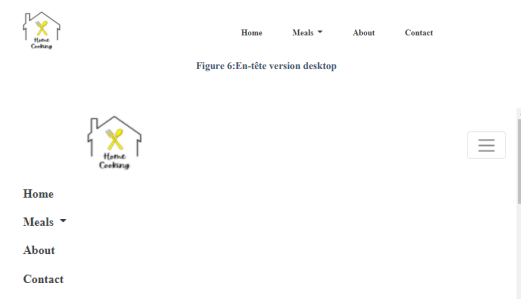 Home
Cooking
Home Meals About Contact
Figure 6:En-tête version desktop
Home
Cooking
Home
Meals
About
Contact